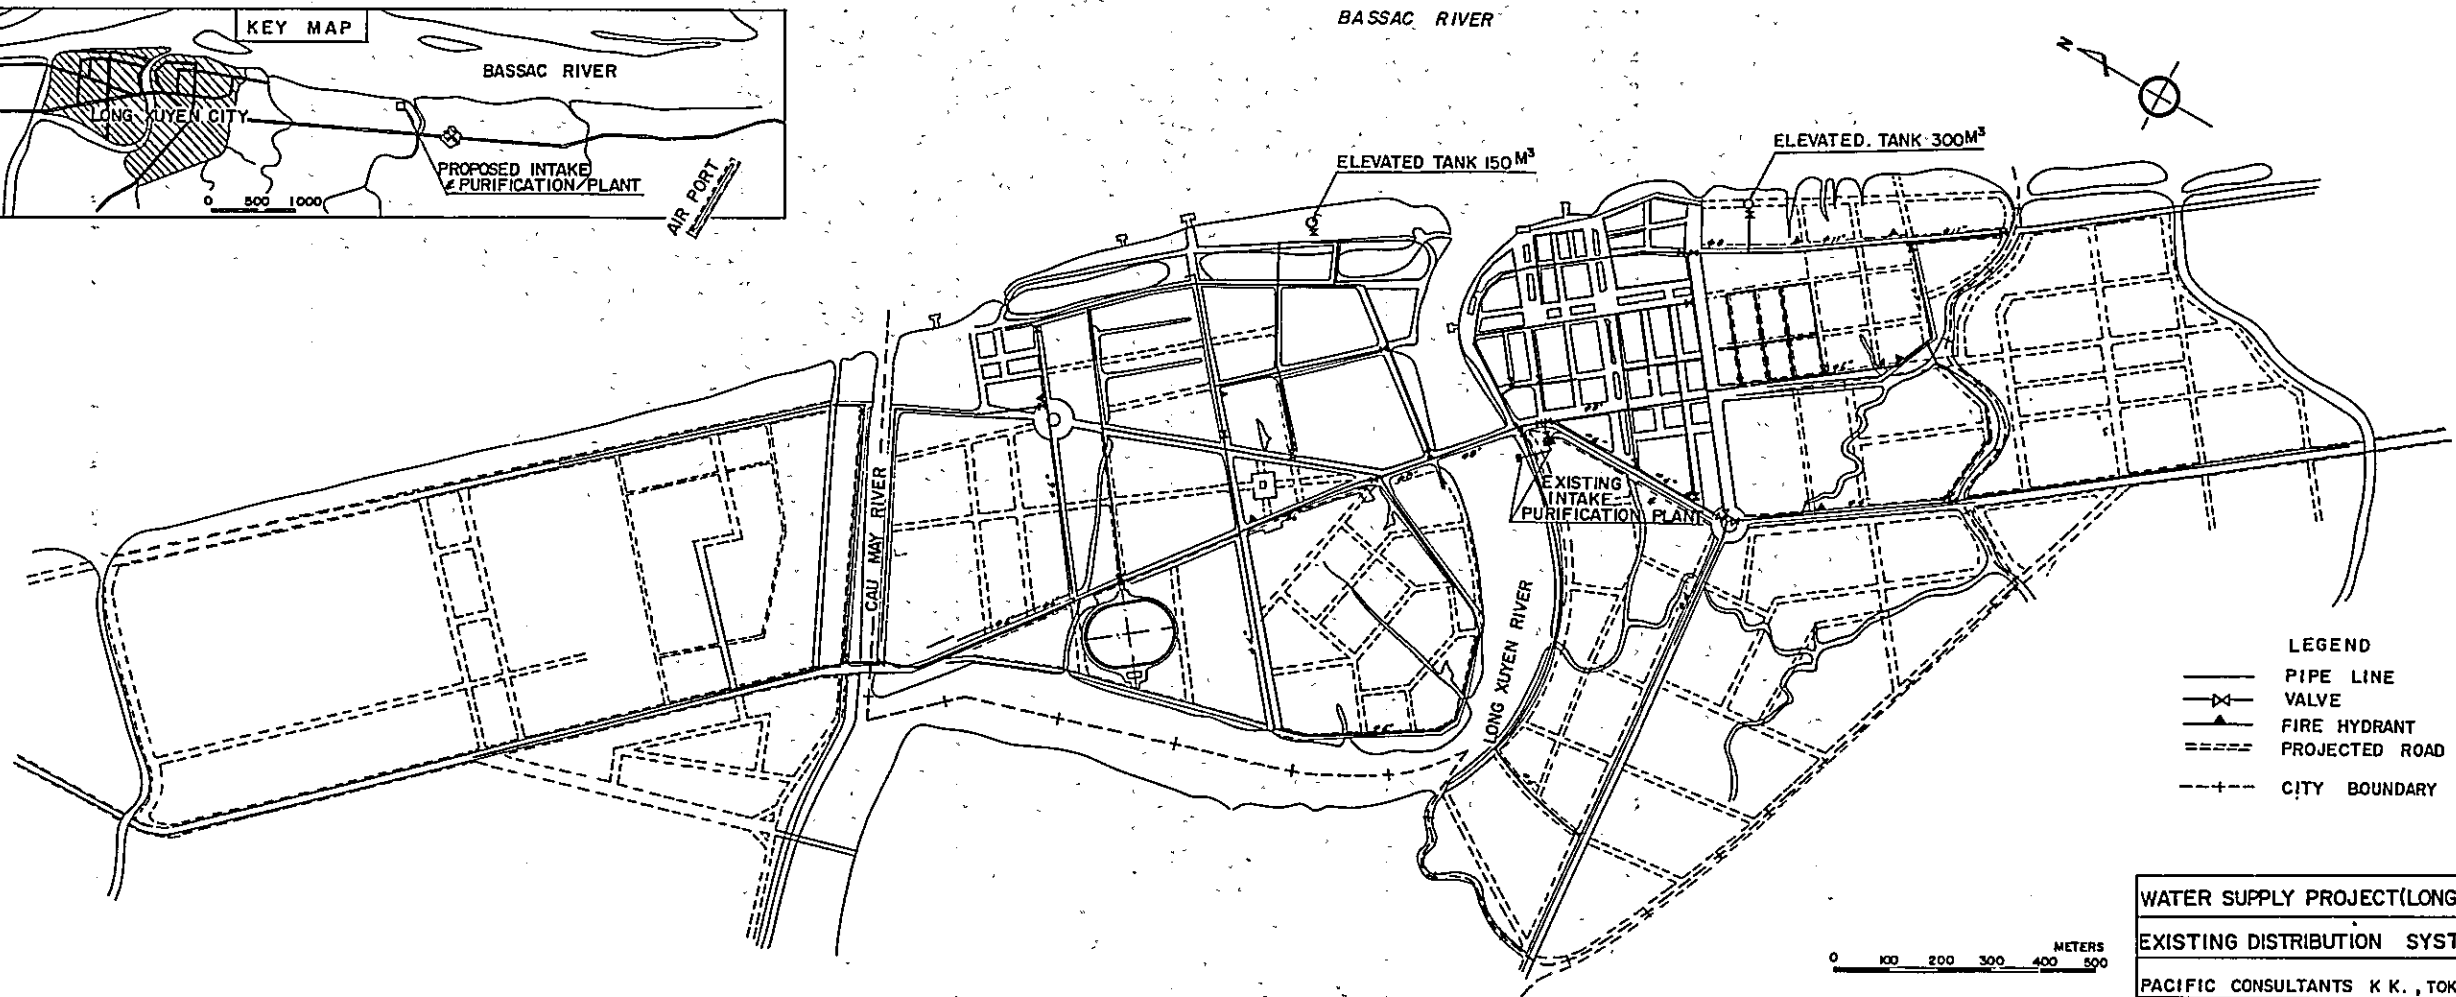 KEY MAP
BASSAC RIVER
LONG XUYEN CITY
PROPOSED INTAKE
& PURIFICATION PLANT
0 500 1000
AIR PORT
BASSAC RIVER
N
ELEVATED TANK 150M³
ELEVATED. TANK 300M³
CAU MAY RIVER
EXISTING
INTAKE
PURIFICATION PLANT
LONG XUYEN RIVER
LEGEND
PIPE LINE
VALVE
FIRE HYDRANT
PROJECTED ROAD
CITY BOUNDARY
METERS
0 100 200 300 400 500
WATER SUPPLY PROJECT(LONG
EXISTING DISTRIBUTION SYST
PACIFIC CONSULTANTS K K., TOK